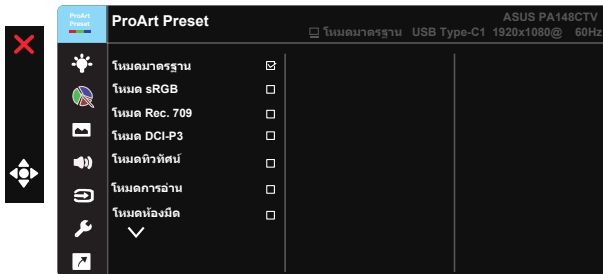 ProArt
Preset
ProArt Preset
ASUS PA148CTV
โหมดมาตรฐาน USB Type-C1 1920x1080@ 60Hz
โหมดมาตรฐาน
โหมด sRGB
โหมด Rec. 709
โหมด DCI-P3
โหมดทิวทัศน์
โหมดการอ่าน
โหมดห้องมืด